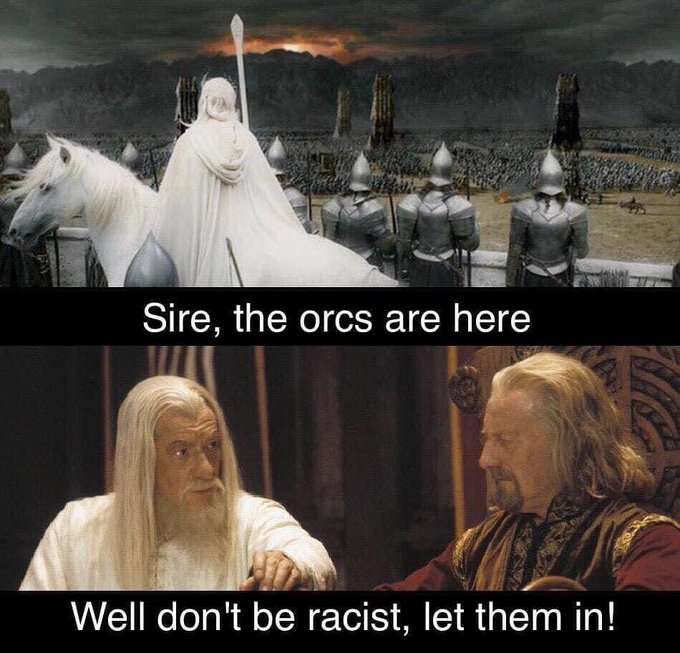 Sire, the orcs are here
Well don't be racist, let them in!